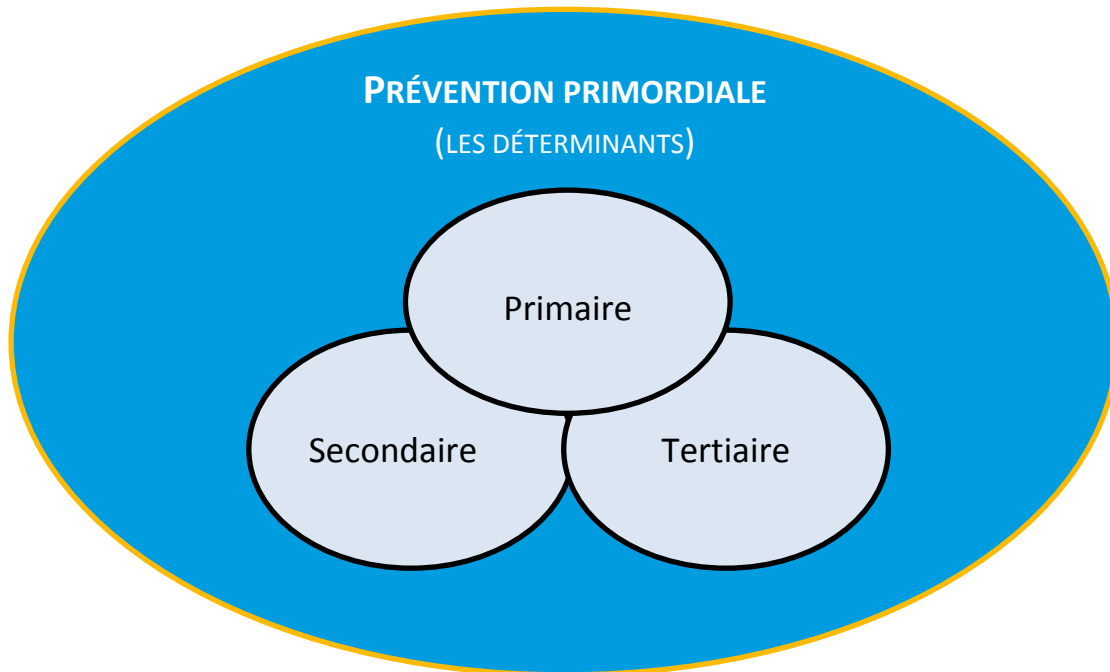 PRÉVENTION PRIMORDIALE
(LES DÉTERMINANTS)
Primaire
Secondaire
Tertiaire